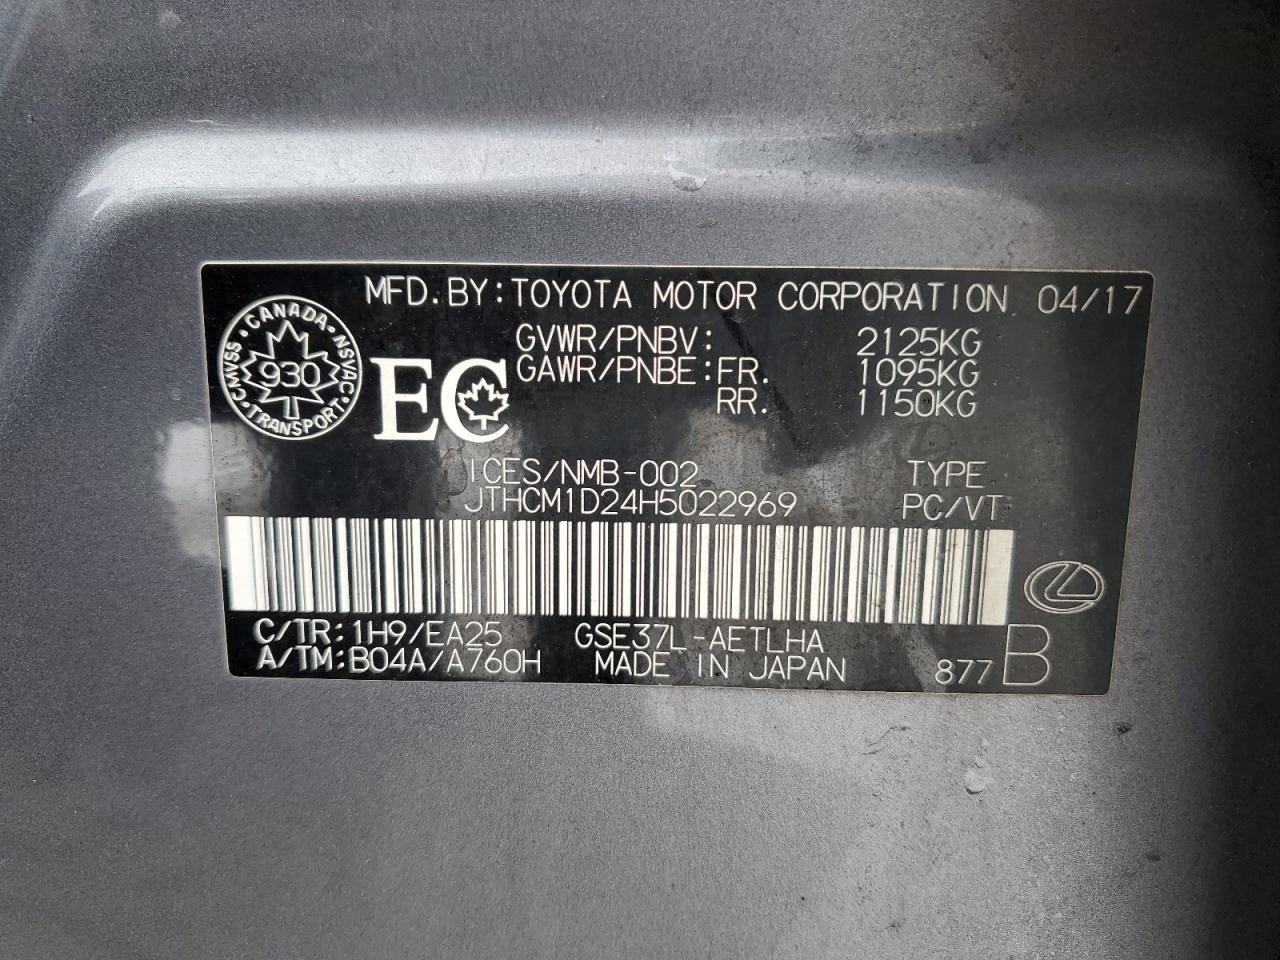 MFD.BY:TOYOTA MOTOR CORPORATION 04/17
CANADA
CMVSS 930 NSVAC
TRANSPORT
EC
GVWR/PNBV: 2125KG
GAWR/PNBE:FR. 1095KG
RR. 1150KG
ICES/NMB-002 TYPE
JTHCM1D24H5022969 PC/VT
C/TR:1H9/EA25 GSE37L-AETLHA
A/TM:B04A/A760H MADE IN JAPAN 877 B